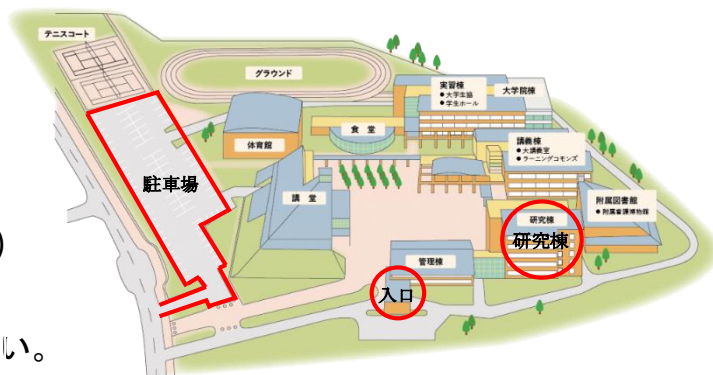 テニスコート
グラウンド
実習棟
●大学生協
●学生ホール
大学院棟
体育館
食堂
講義棟
●大講義室
●ラーニングコモンズ
駐車場
講堂
附属図書館
●附属看護博物館
研究棟
研究棟
管理棟
入口
)
い。